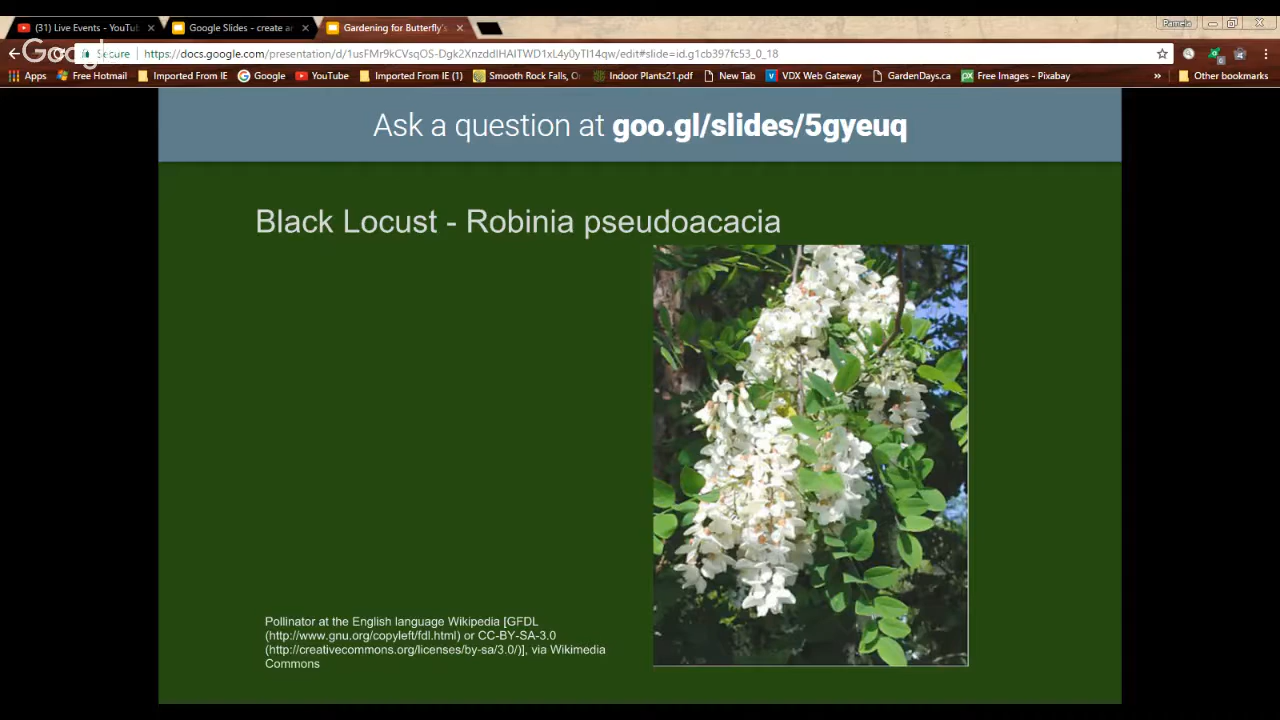 (31) Live Events - YouTu
Google Slides - create a
Gardening for Butterfly's
Pamela
Secure
https://docs.google.com/presentation/d/1usFMr9kCVsqOS-Dgk2XnzddIHAITWD1xL4y0yTl14qw/edit#slide=id.g1cb397fc53_0_18
Apps Free Hotmail Imported From IE Google YouTube Imported From IE (1) Smooth Rock Falls, O Indoor Plants21.pdf New Tab VDX Web Gateway GardenDays.ca Free Images - Pixabay » Other bookmarks
Ask a question at goo.gl/slides/5gyeuq
Black Locust - Robinia pseudoacacia
Pollinator at the English language Wikipedia [GFDL
(http://www.gnu.org/copyleft/fdl.html) or CC-BY-SA-3.0
(http://creativecommons.org/licenses/by-sa/3.0/)], via Wikimedia
Commons